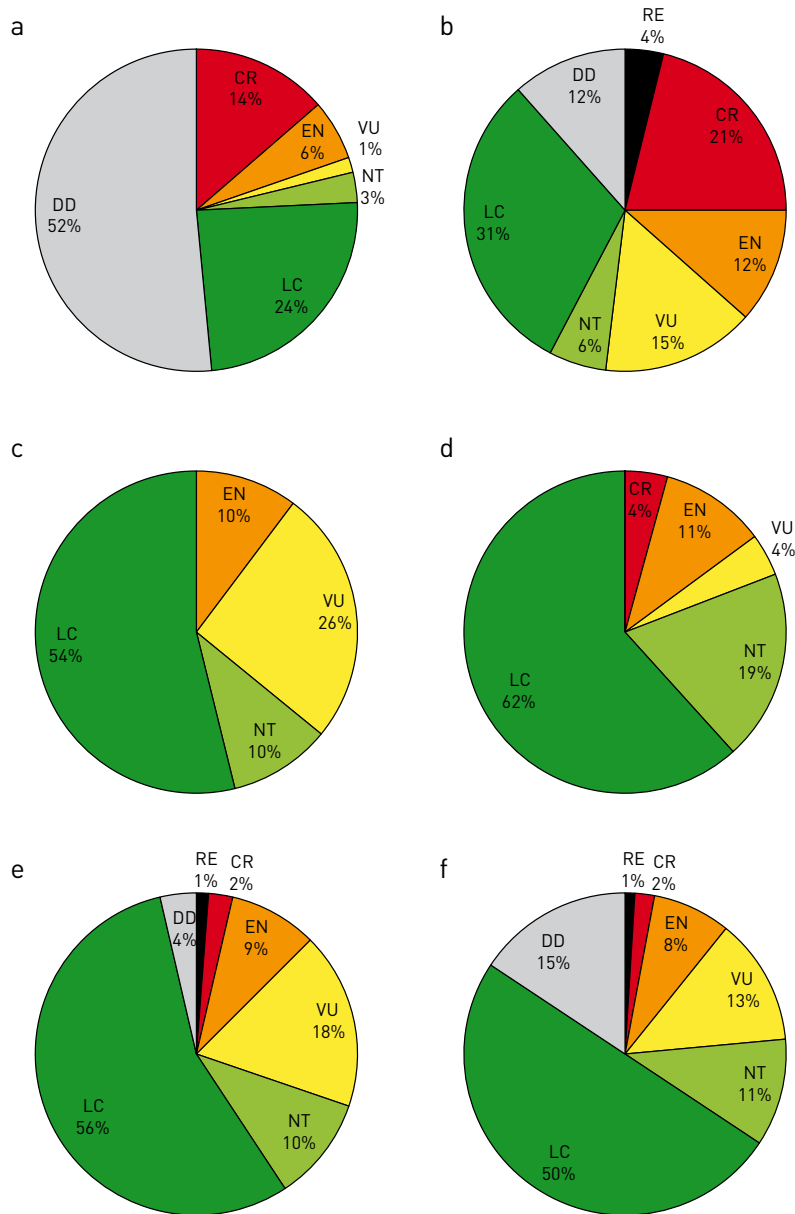 a
CR
14%
EN
6%
VU
1%
NT
3%
LC
24%
DD
52%
b
RE
4%
CR
21%
EN
12%
VU
15%
NT
6%
LC
31%
DD
12%
c
EN
10%
VU
26%
NT
10%
LC
54%
d
CR
4%
EN
11%
VU
4%
NT
19%
LC
62%
e
RE
1%
CR
2%
EN
9%
VU
18%
NT
10%
LC
56%
DD
4%
f
RE
1%
CR
2%
EN
8%
VU
13%
NT
11%
LC
50%
DD
15%